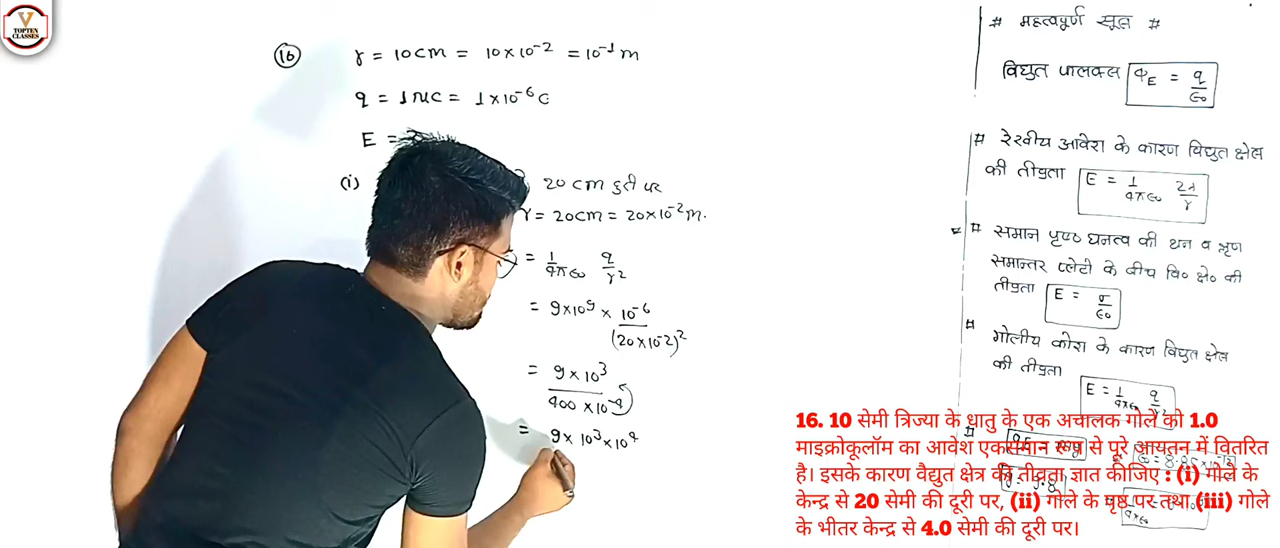 V
TOPTEN
CLASSES
(16) r = 10cm = 10×10⁻² = 10⁻¹ m
q = 1 μC = 1×10⁻⁶ C
E =
(i) 20 cm दुरी पर
r = 20cm = 20×10⁻² m.
= 1/4πε₀ q/r²
= 9×10⁹ × 10⁻⁶/(20×10⁻²)²
= 9×10³/400×10⁻⁴
= 9×10³×10⁴
# महत्वपूर्ण सूत्र #
विद्युत फ्लक्स Φ_E = q/ε₀
# रेखीय आवेश के कारण विद्युत क्षेत्र
की तीव्रता E = 1/4πε₀ 2λ/r
# समान पृष्ठ घनत्व की धन व ऋण
समान्तर प्लेटो के बीच वि० क्षे० की
तीव्रता E = σ/ε₀
# गोलीय कोश के कारण विद्युत क्षेत्र
की तीव्रता
E = 1/4πε₀ q/r²
16. 10 सेमी त्रिज्या के धातु के एक अचालक गोले को 1.0
माइक्रोकूलॉम का आवेश एकसमान रूप से पूरे आयतन में वितरित
है। इसके कारण वैद्युत क्षेत्र की तीव्रता ज्ञात कीजिए : (i) गोले के
केन्द्र से 20 सेमी की दूरी पर, (ii) गोले के पृष्ठ पर तथा (iii) गोले
के भीतर केन्द्र से 4.0 सेमी की दूरी पर।